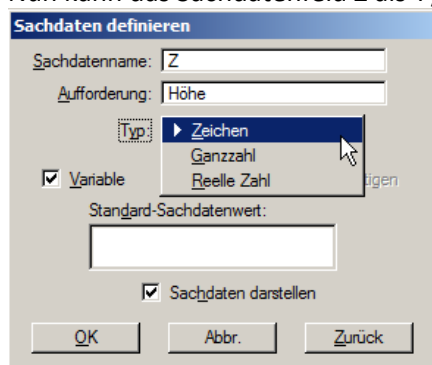 Sachdaten definieren
Sachdatenname: Z
Aufforderung: Höhe
Typ: Zeichen
Ganzzahl
Variable Reelle Zahl tigen
Standard-Sachdatenwert:
Sachdaten darstellen
OK Abbr. Zurück